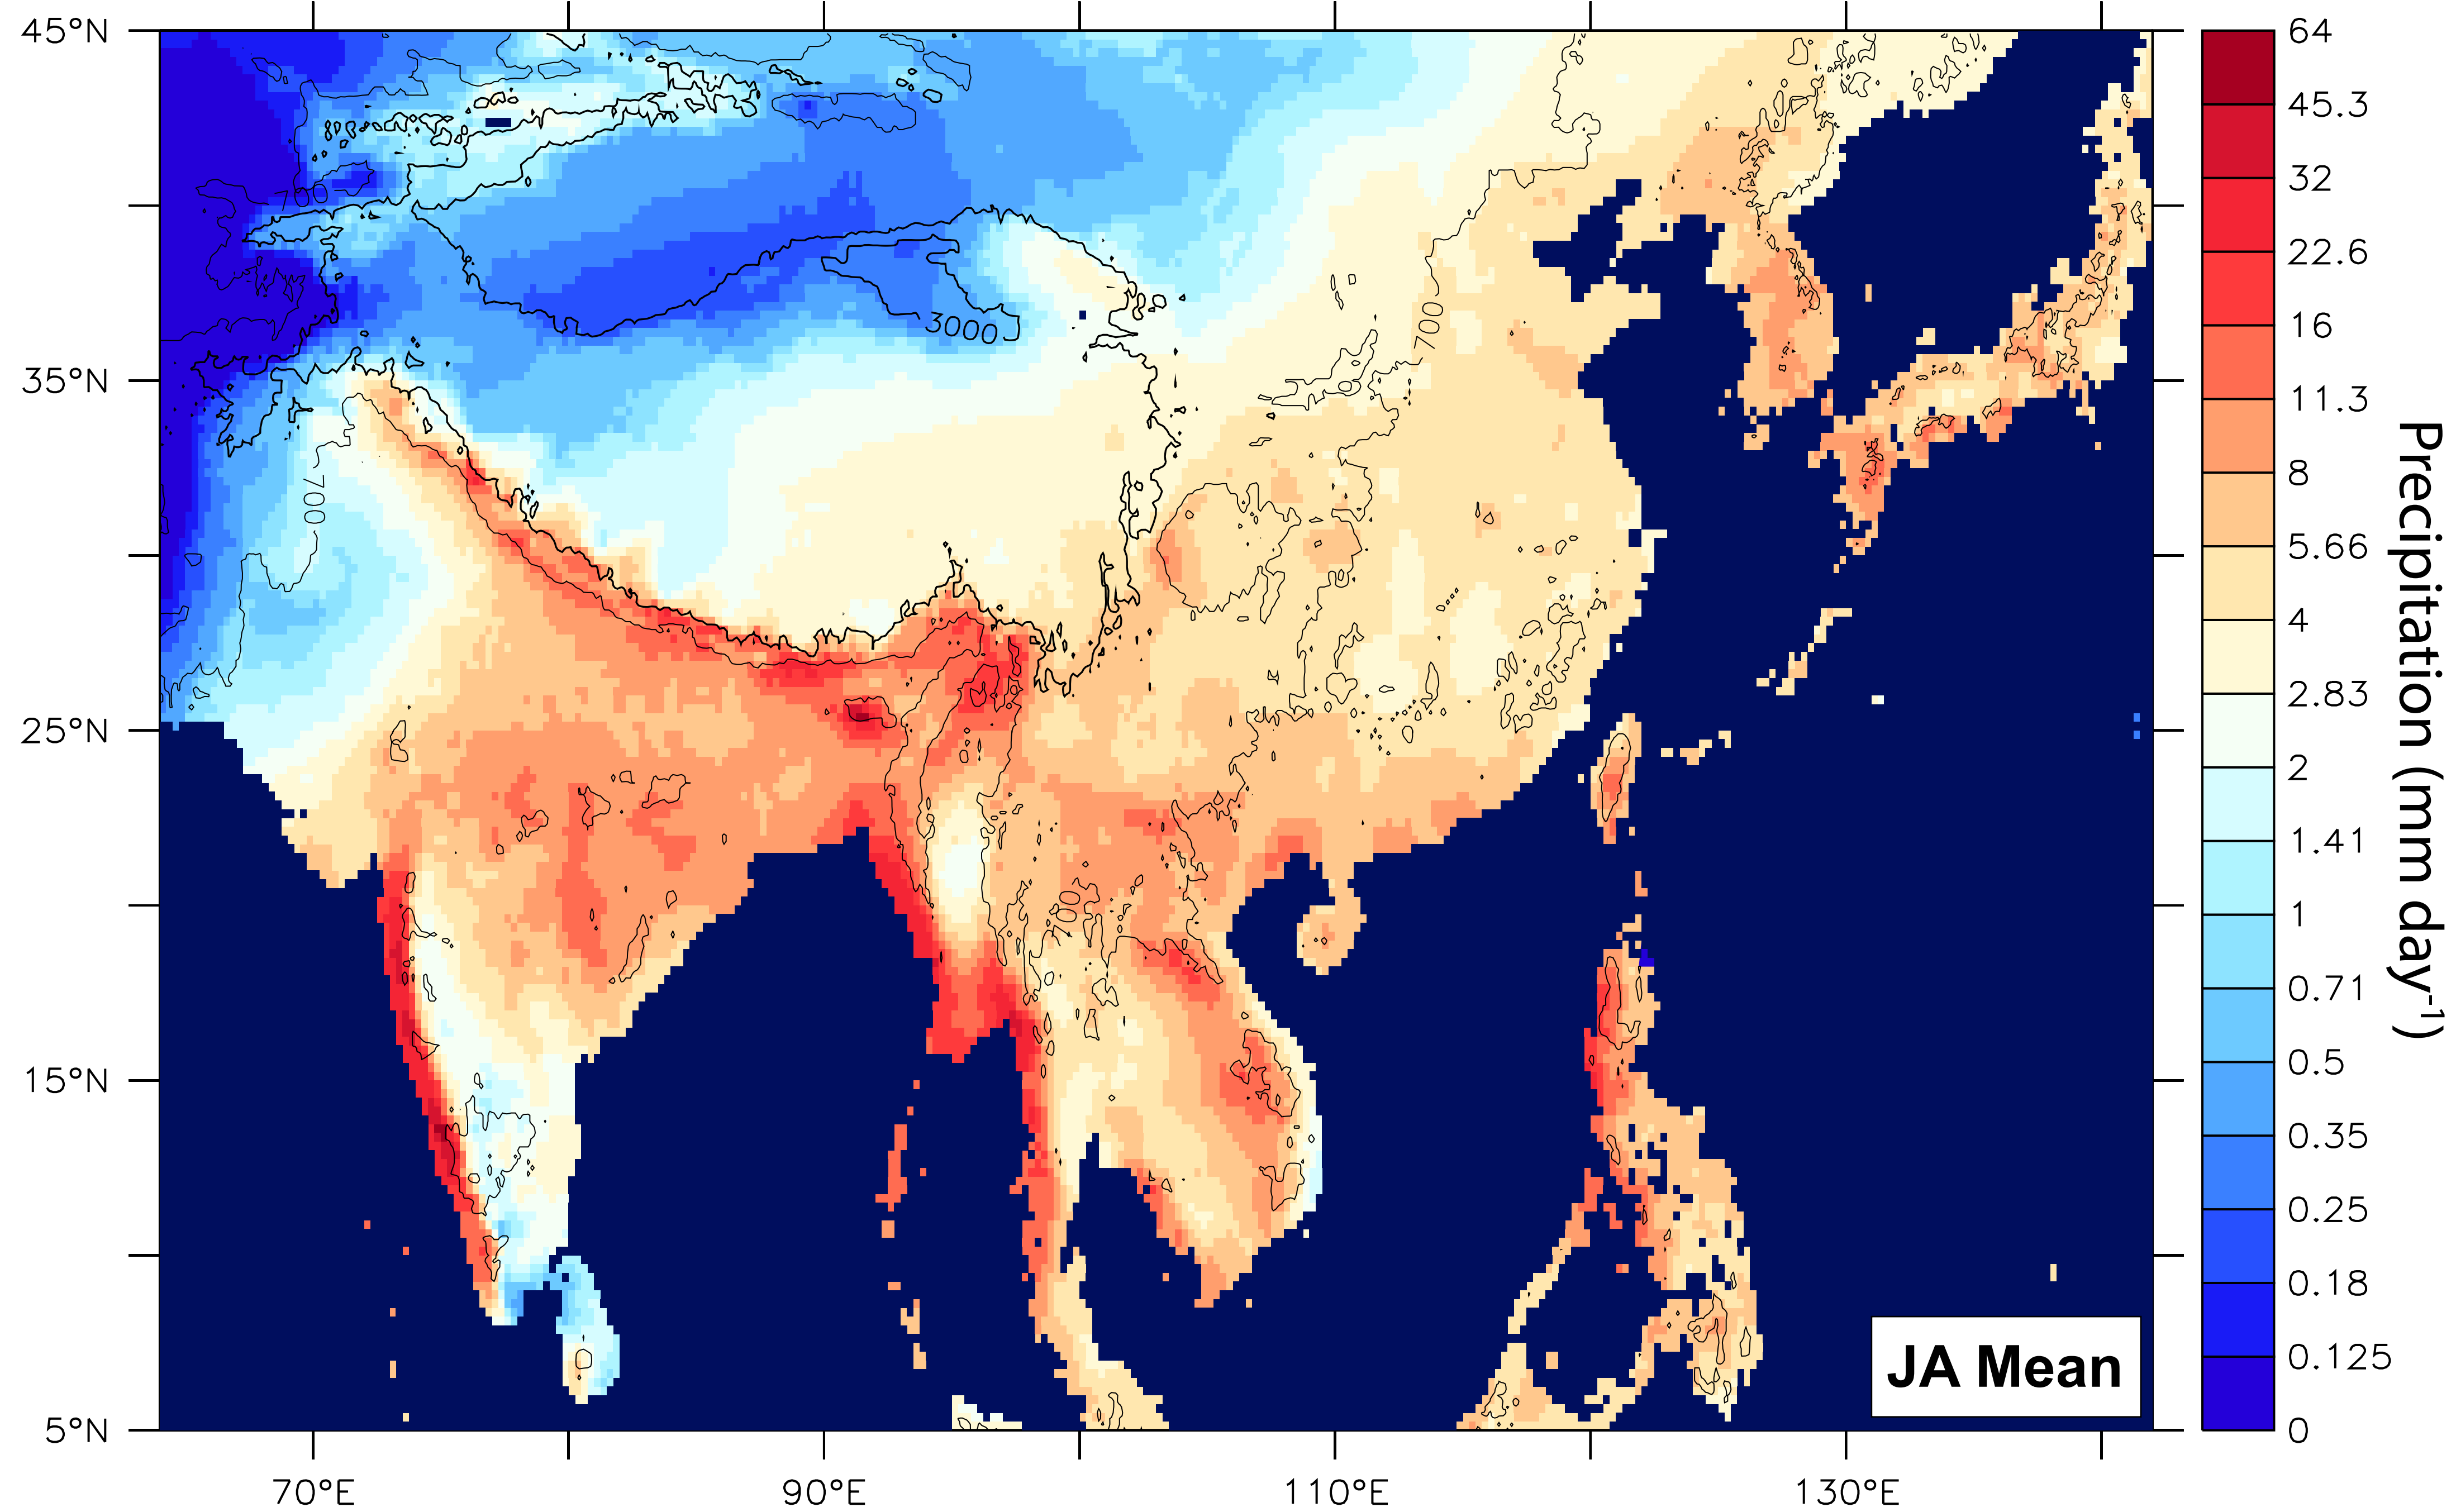 45°N
35°N
25°N
15°N
5°N
70°E
90°E
110°E
130°E
700
3000
700
700
700
JA Mean
64
45.3
32
22.6
16
11.3
8
5.66
4
2.83
2
1.41
1
0.71
0.5
0.35
0.25
0.18
0.125
0
Precipitation (mm day⁻¹)